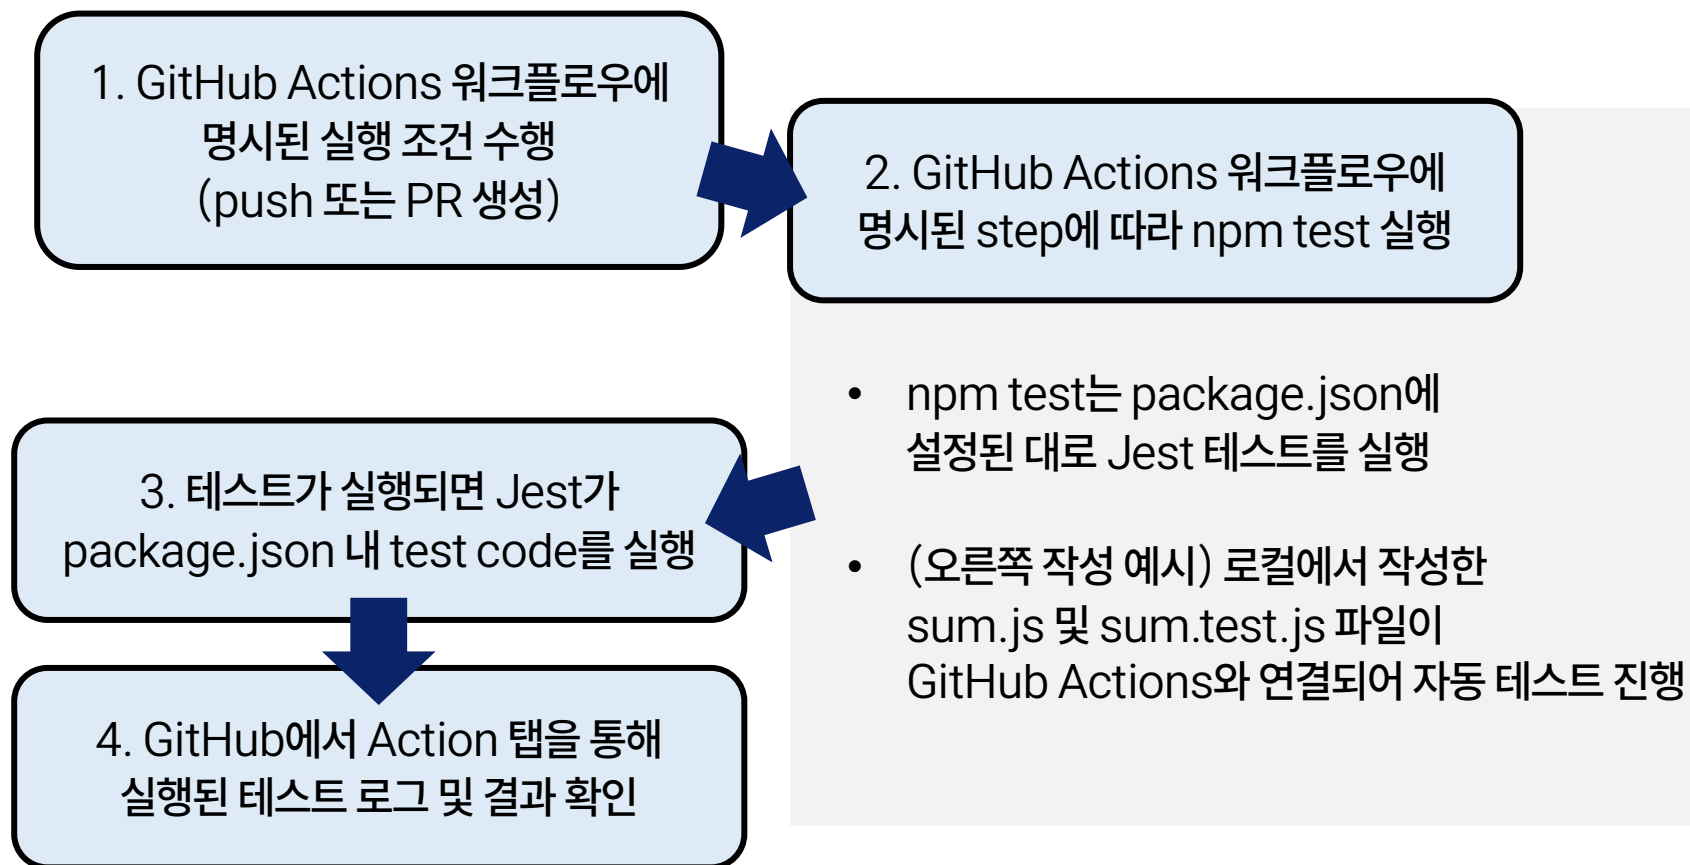 1. GitHub Actions 워크플로우에
명시된 실행 조건 수행
(push 또는 PR 생성)
2. GitHub Actions 워크플로우에
명시된 step에 따라 npm test 실행
• npm test는 package.json에
설정된 대로 Jest 테스트를 실행
• (오른쪽 작성 예시) 로컬에서 작성한
sum.js 및 sum.test.js 파일이
GitHub Actions와 연결되어 자동 테스트 진행
3. 테스트가 실행되면 Jest가
package.json 내 test code를 실행
4. GitHub에서 Action 탭을 통해
실행된 테스트 로그 및 결과 확인